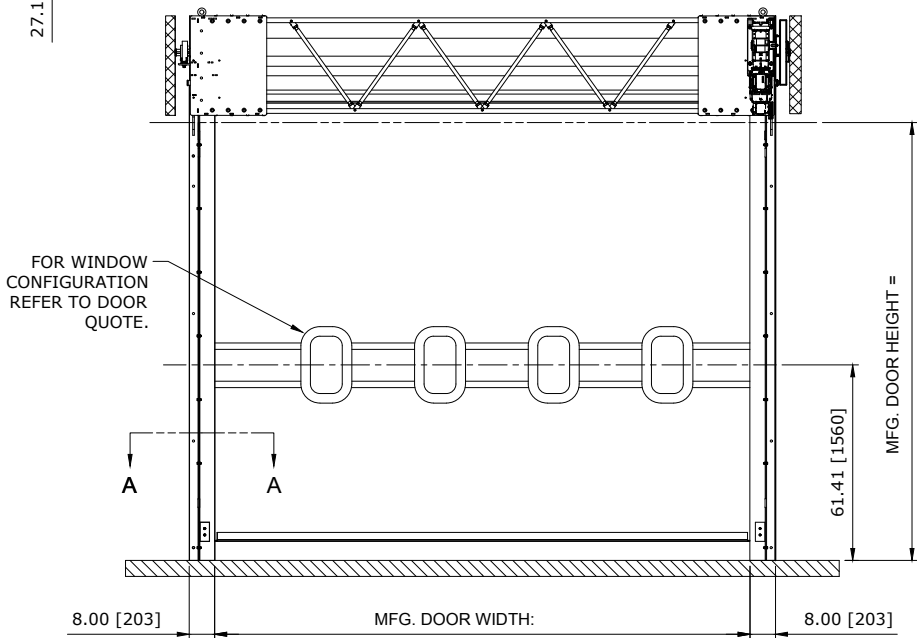 27.1
FOR WINDOW
CONFIGURATION
REFER TO DOOR
QUOTE.
MFG. DOOR HEIGHT =
61.41 [1560]
A
A
8.00 [203]
MFG. DOOR WIDTH:
8.00 [203]